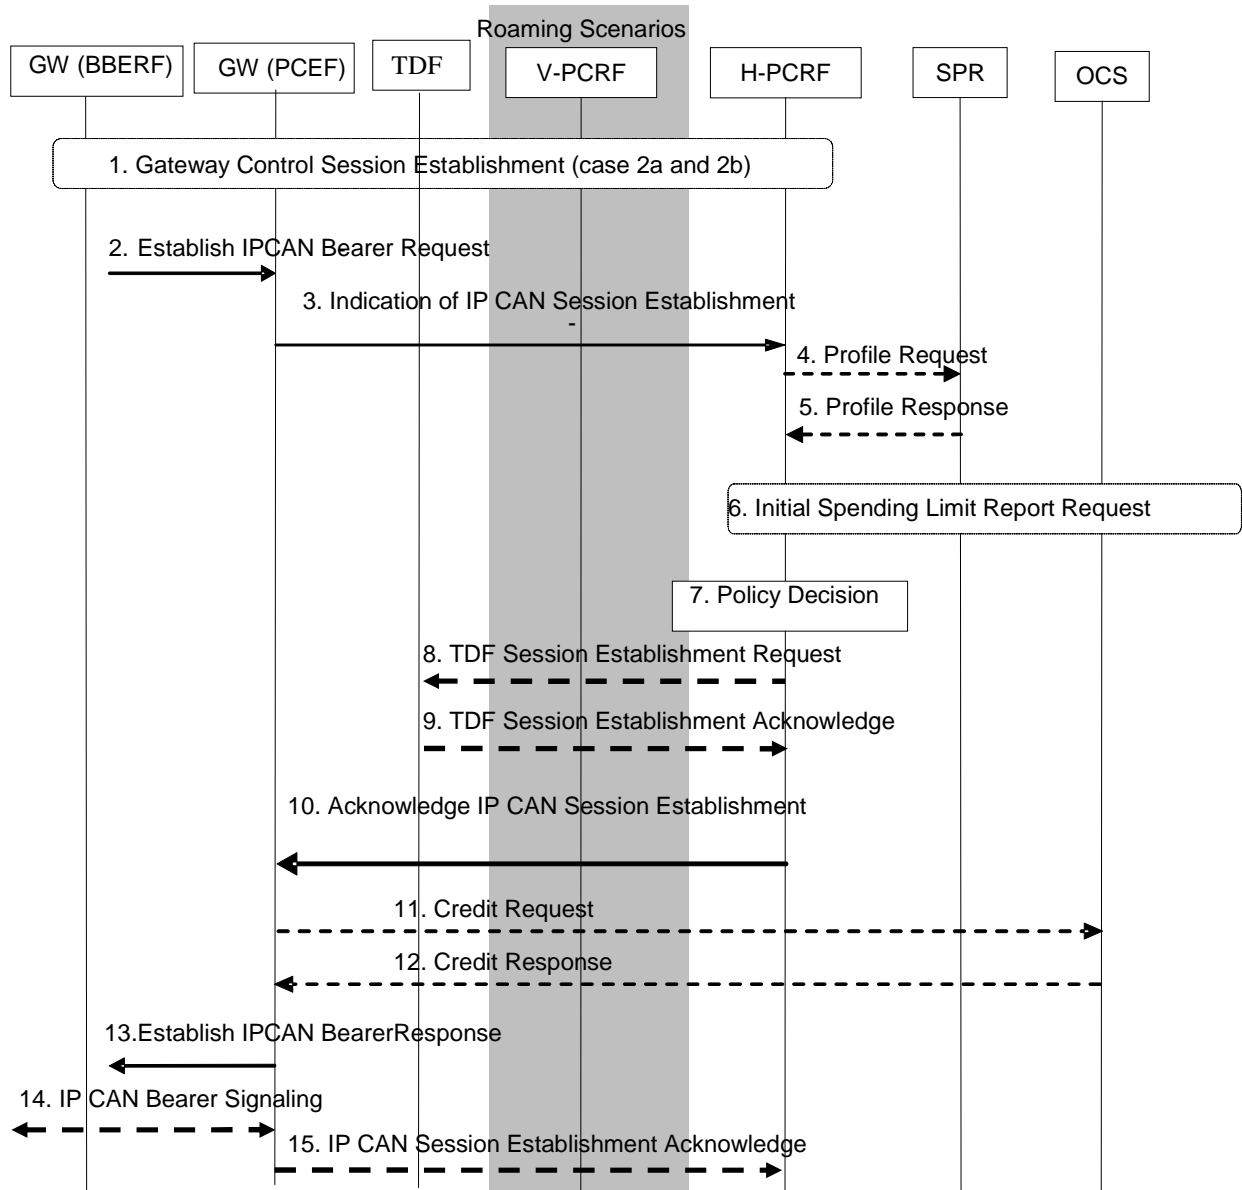 Roaming Scenarios
GW (BBERF)
GW (PCEF)
TDF
V-PCRF
H-PCRF
SPR
OCS
1. Gateway Control Session Establishment (case 2a and 2b)
2. Establish IPCAN Bearer Request
3. Indication of IP CAN Session Establishment
4. Profile Request
5. Profile Response
6. Initial Spending Limit Report Request
7. Policy Decision
8. TDF Session Establishment Request
9. TDF Session Establishment Acknowledge
10. Acknowledge IP CAN Session Establishment
11. Credit Request
12. Credit Response
13.Establish IPCAN BearerResponse
14. IP CAN Bearer Signaling
15. IP CAN Session Establishment Acknowledge